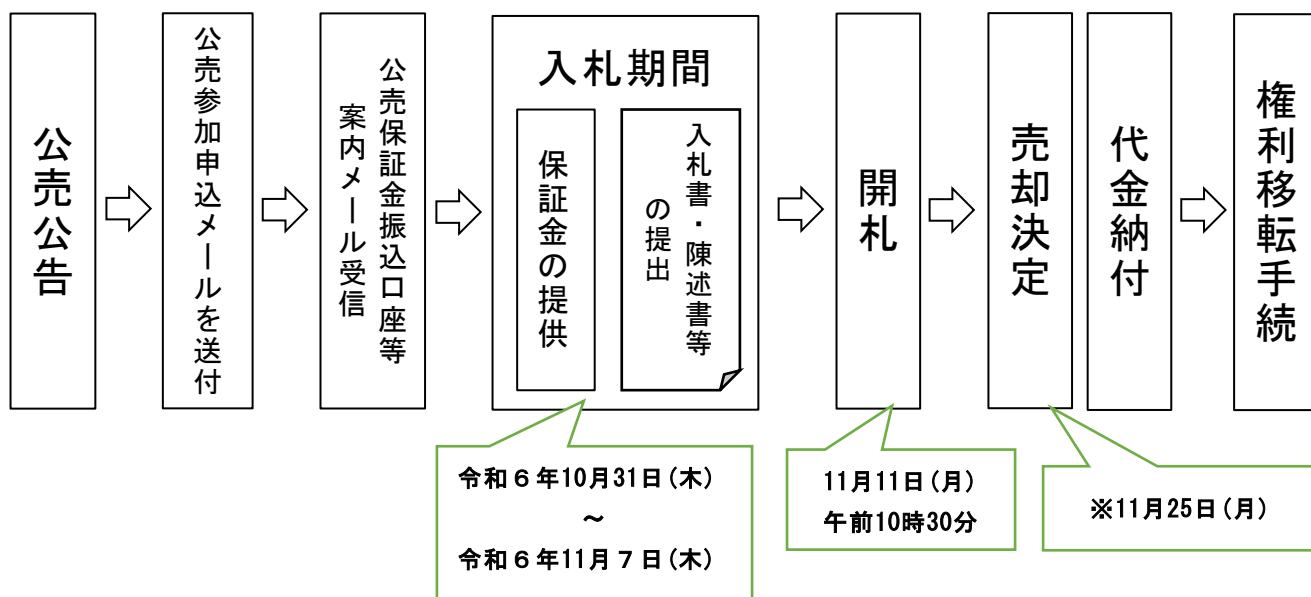 公売公告
公売参加申込メールを送付
公売保証金振込口座等
案内メール受信
入札期間
保証金の提供
入札書・陳述書等
の提出
開札
売却決定
代金納付
権利移転手続
令和６年10月31日(木)
～
令和６年11月７日(木)
11月11日(月)
午前10時30分
※11月25日(月)